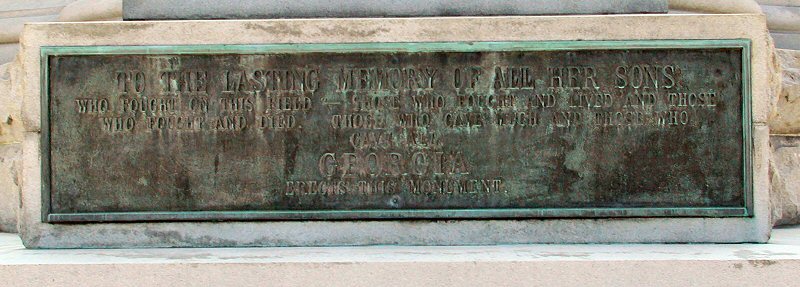 TO THE LASTING MEMORY OF ALL HER SONS
WHO FOUGHT ON THIS FIELD — THOSE WHO FOUGHT AND LIVED AND THOSE
WHO FOUGHT AND DIED. THOSE WHO GAVE MUCH AND THOSE WHO
GAVE ALL
GEORGIA
ERECTS THIS MONUMENT.